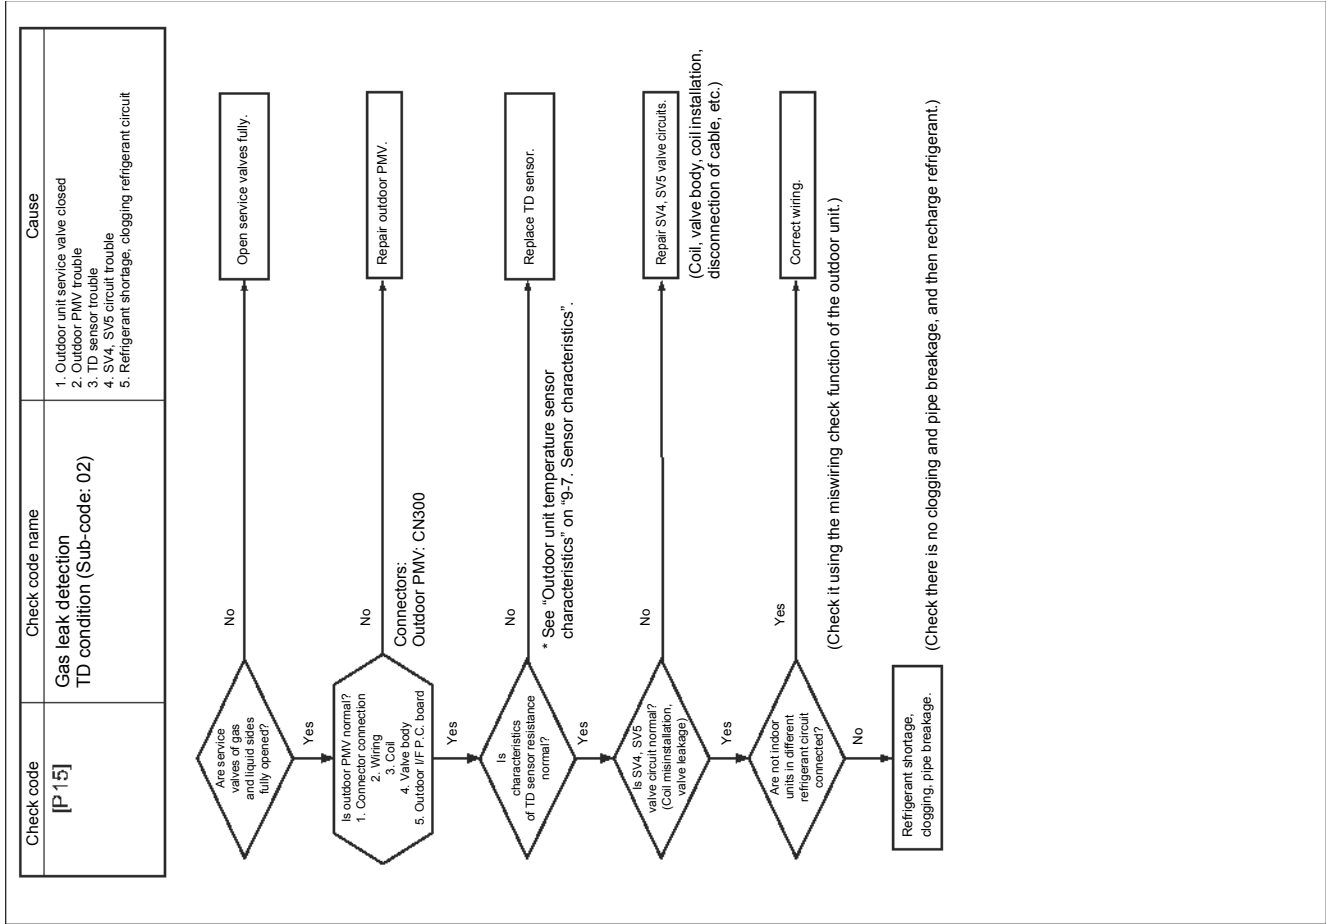 Check code
Check code name
Cause
[P15]
Gas leak detection
TD condition (Sub-code: 02)
1. Outdoor unit service valve closed
2. Outdoor PMV trouble
3. TD sensor trouble
4. SV4, SV5 circuit trouble
5. Refrigerant shortage, clogging refrigerant circuit
Are service
valves of gas
and liquid sides
fully opened?
No
Open service valves fully.
Yes
Is outdoor PMV normal?
1. Connector connection
2. Wiring
3. Coil
4. Valve body
5. Outdoor I/F P.C. board
No
Repair outdoor PMV.
Connectors:
Outdoor PMV: CN300
Yes
Is
characteristics
of TD sensor resistance
normal?
No
Replace TD sensor.
* See “Outdoor unit temperature sensor
characteristics” on “9-7. Sensor characteristics”.
Yes
Is SV4, SV5
valve circuit normal?
(Coil misinstallation,
valve leakage)
No
Repair SV4, SV5 valve circuits.
(Coil, valve body, coil installation,
disconnection of cable, etc.)
Yes
Are not indoor
units in different
refrigerant circuit
connected?
Yes
Correct wiring.
(Check it using the miswiring check function of the outdoor unit.)
No
Refrigerant shortage,
clogging, pipe breakage.
(Check there is no clogging and pipe breakage, and then recharge refrigerant.)